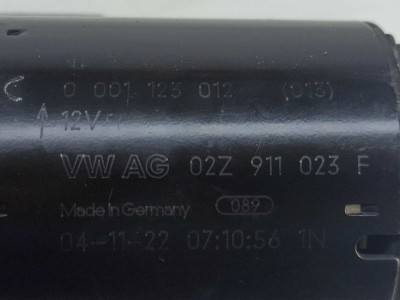 0 001 123 012 (013)
12V
VW AG 02Z 911 023 F
Made in Germany 089
04-11-22 07:10:56 1N